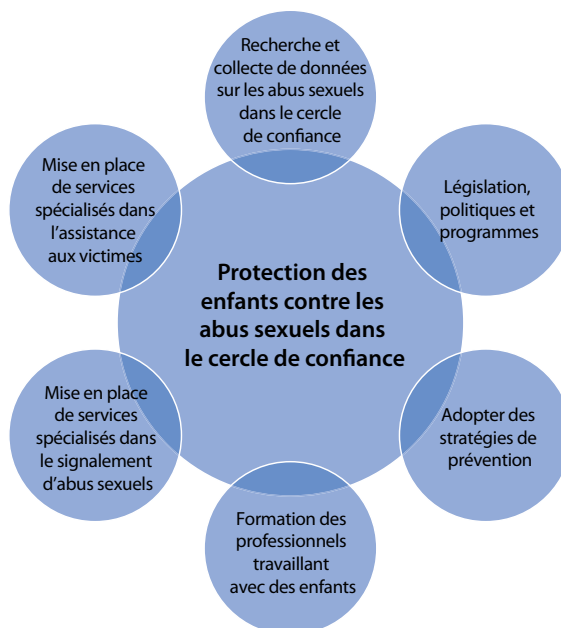 Recherche et
collecte de données
sur les abus sexuels
dans le cercle
de confiance
Législation,
politiques et
programmes
Adopter des
stratégies de
prévention
Formation des
professionnels
travaillant
avec des enfants
Mise en place
de services
spécialisés dans
le signalement
d’abus sexuels
Mise en place
de services
spécialisés dans
l’assistance
aux victimes
Protection des
enfants contre les
abus sexuels dans
le cercle de confiance